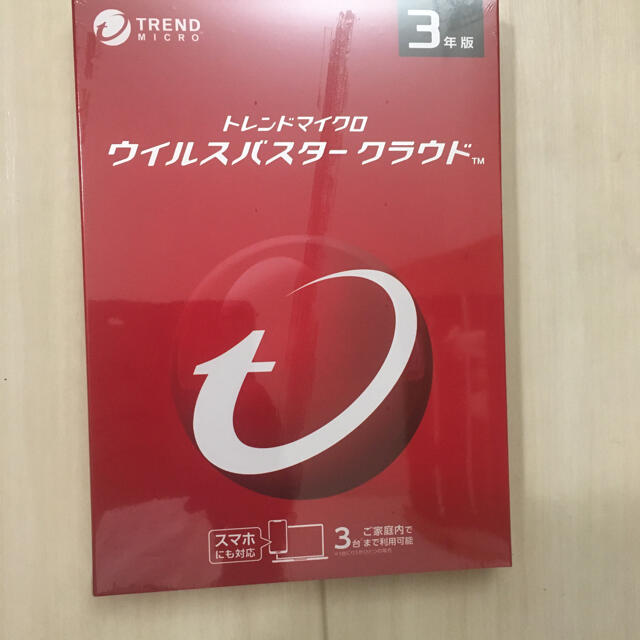 TREND
MICRO
3年版
トレンドマイクロ
ウイルスバスター クラウド™
スマホ
にも対応
3台
ご家庭内で
まで利用可能